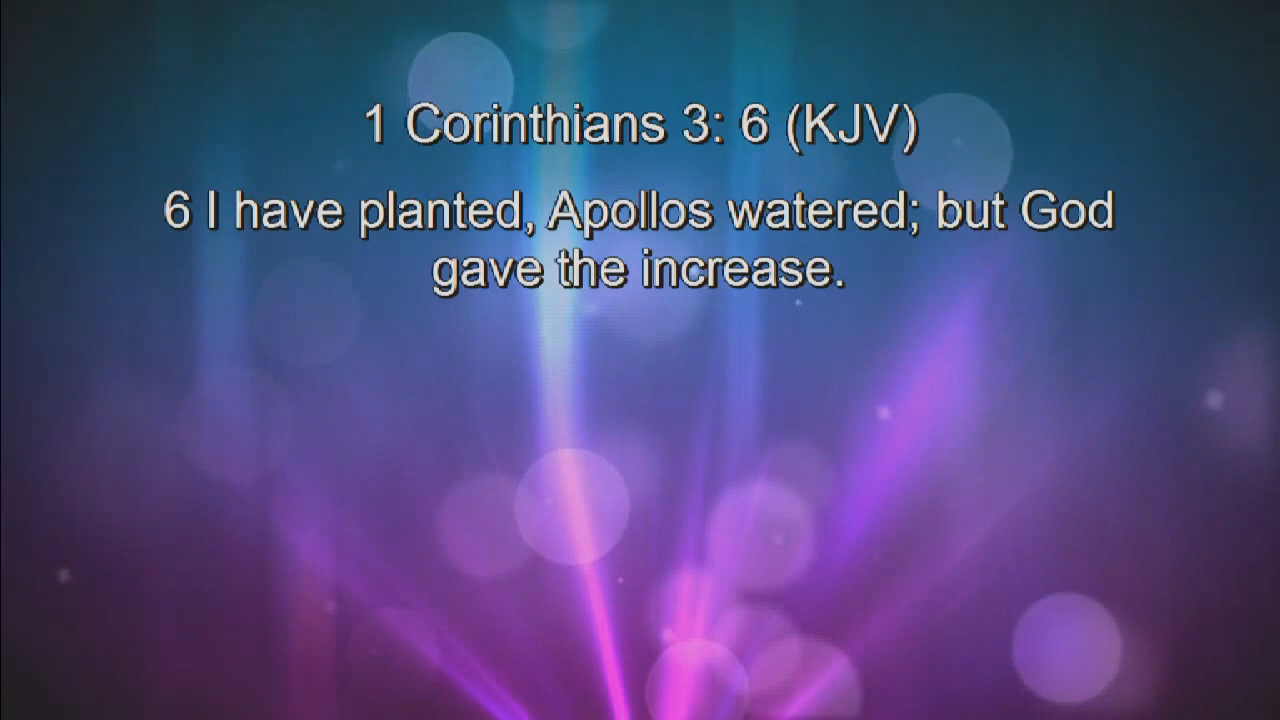 1 Corinthians 3: 6 (KJV)
6 I have planted, Apollos watered; but God
gave the increase.